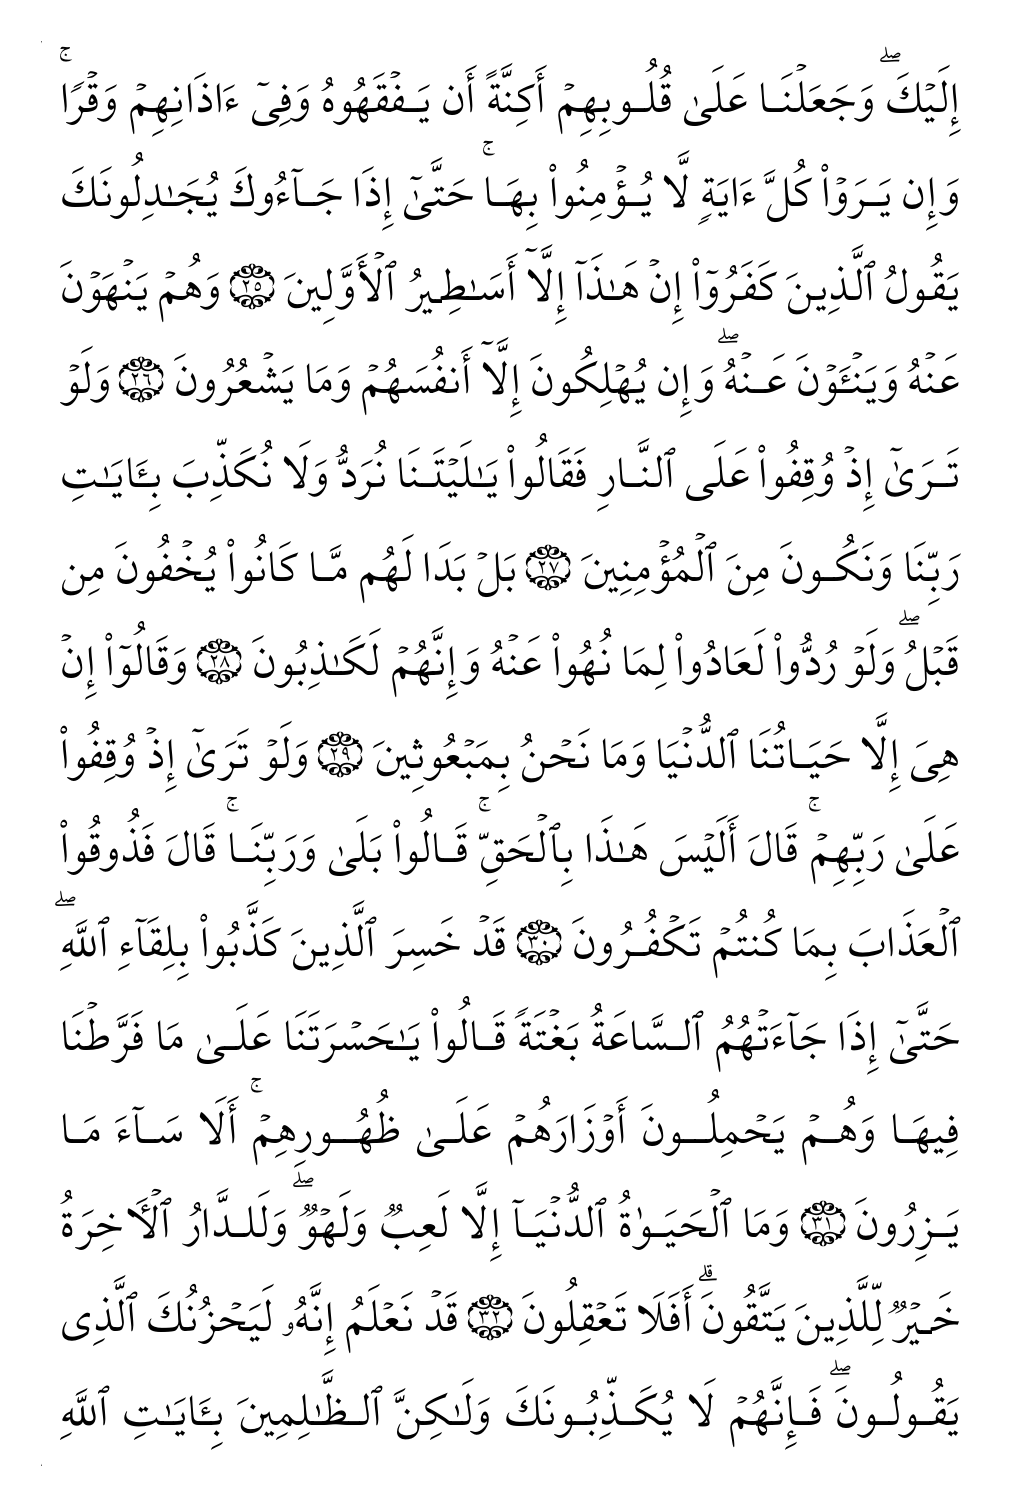 إِلَيۡكَۖ وَجَعَلۡنَا عَلَىٰ قُلُوبِهِمۡ أَكِنَّةً أَن يَفۡقَهُوهُ وَفِىٓ ءَاذَانِهِمۡ وَقۡرٗاۚ
وَإِن يَرَوۡاْ كُلَّ ءَايَةٖ لَّا يُؤۡمِنُواْ بِهَاۚ حَتَّىٰٓ إِذَا جَآءُوكَ يُجَٰدِلُونَكَ
يَقُولُ ٱلَّذِينَ كَفَرُوٓاْ إِنۡ هَٰذَآ إِلَّآ أَسَٰطِيرُ ٱلۡأَوَّلِينَ ٢٥ وَهُمۡ يَنۡهَوۡنَ
عَنۡهُ وَيَنۡـَٔوۡنَ عَنۡهُۖ وَإِن يُهۡلِكُونَ إِلَّآ أَنفُسَهُمۡ وَمَا يَشۡعُرُونَ ٢٦ وَلَوۡ
تَرَىٰٓ إِذۡ وُقِفُواْ عَلَى ٱلنَّارِ فَقَالُواْ يَٰلَيۡتَنَا نُرَدُّ وَلَا نُكَذِّبَ بِـَٔايَٰتِ
رَبِّنَا وَنَكُونَ مِنَ ٱلۡمُؤۡمِنِينَ ٢٧ بَلۡ بَدَا لَهُم مَّا كَانُواْ يُخۡفُونَ مِن
قَبۡلُۖ وَلَوۡ رُدُّواْ لَعَادُواْ لِمَا نُهُواْ عَنۡهُ وَإِنَّهُمۡ لَكَٰذِبُونَ ٢٨ وَقَالُوٓاْ إِنۡ
هِىَ إِلَّا حَيَاتُنَا ٱلدُّنۡيَا وَمَا نَحۡنُ بِمَبۡعُوثِينَ ٢٩ وَلَوۡ تَرَىٰٓ إِذۡ وُقِفُواْ
عَلَىٰ رَبِّهِمۡۚ قَالَ أَلَيۡسَ هَٰذَا بِٱلۡحَقِّۚ قَالُواْ بَلَىٰ وَرَبِّنَاۚ قَالَ فَذُوقُواْ
ٱلۡعَذَابَ بِمَا كُنتُمۡ تَكۡفُرُونَ ٣٠ قَدۡ خَسِرَ ٱلَّذِينَ كَذَّبُواْ بِلِقَآءِ ٱللَّهِۖ
حَتَّىٰٓ إِذَا جَآءَتۡهُمُ ٱلسَّاعَةُ بَغۡتَةٗ قَالُواْ يَٰحَسۡرَتَنَا عَلَىٰ مَا فَرَّطۡنَا
فِيهَا وَهُمۡ يَحۡمِلُونَ أَوۡزَارَهُمۡ عَلَىٰ ظُهُورِهِمۡۚ أَلَا سَآءَ مَا
يَزِرُونَ ٣١ وَمَا ٱلۡحَيَوٰةُ ٱلدُّنۡيَآ إِلَّا لَعِبٞ وَلَهۡوٞۖ وَلَلدَّارُ ٱلۡأٓخِرَةُ
خَيۡرٞ لِّلَّذِينَ يَتَّقُونَۗ أَفَلَا تَعۡقِلُونَ ٣٢ قَدۡ نَعۡلَمُ إِنَّهُۥ لَيَحۡزُنُكَ ٱلَّذِى
يَقُولُونَۖ فَإِنَّهُمۡ لَا يُكَذِّبُونَكَ وَلَٰكِنَّ ٱلظَّٰلِمِينَ بِـَٔايَٰتِ ٱللَّهِ